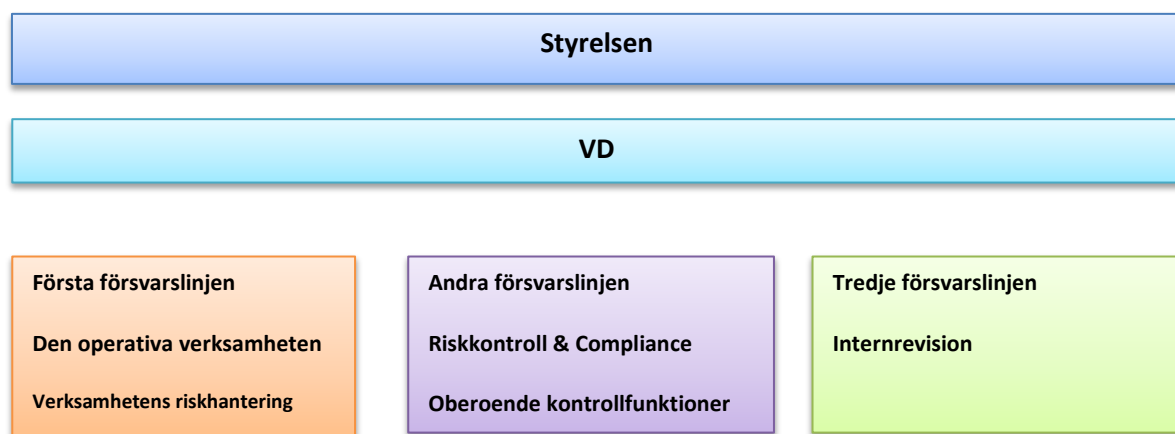 Styrelsen
VD
Första försvarslinjen
Den operativa verksamheten
Verksamhetens riskhantering
Andra försvarslinjen
Riskkontroll & Compliance
Oberoende kontrollfunktioner
Tredje försvarslinjen
Internrevision